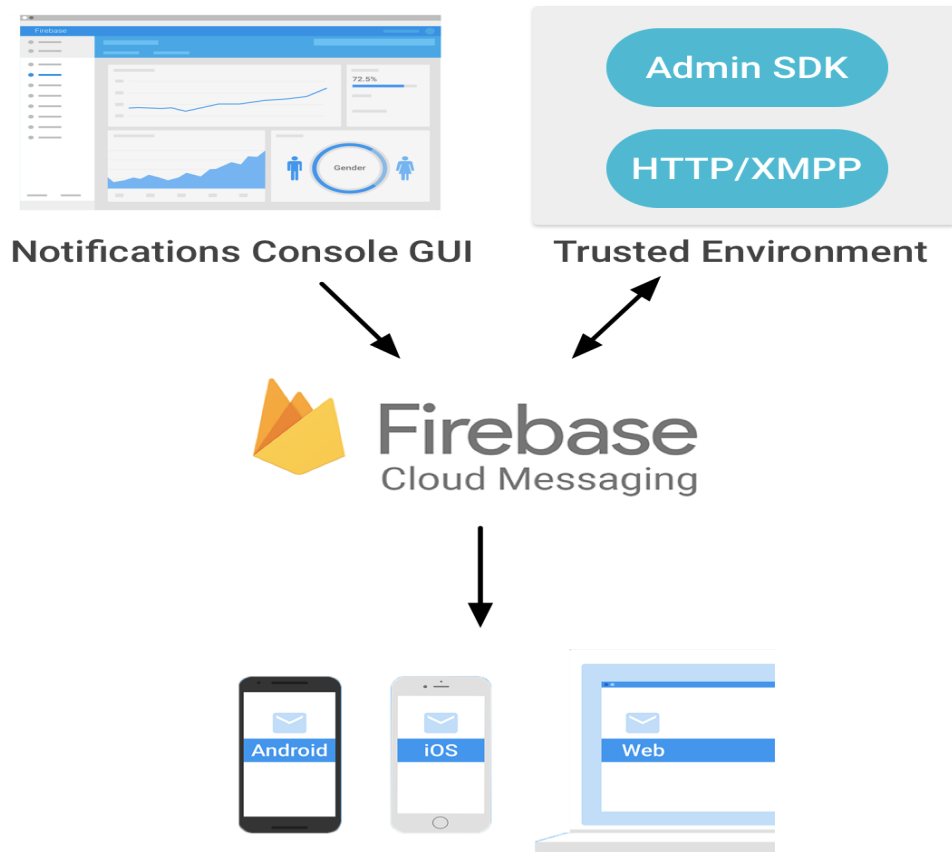 Firebase
72.5%
Gender
Admin SDK
HTTP/XMPP
Notifications Console GUI
Trusted Environment
Firebase
Cloud Messaging
Android
iOS
Web